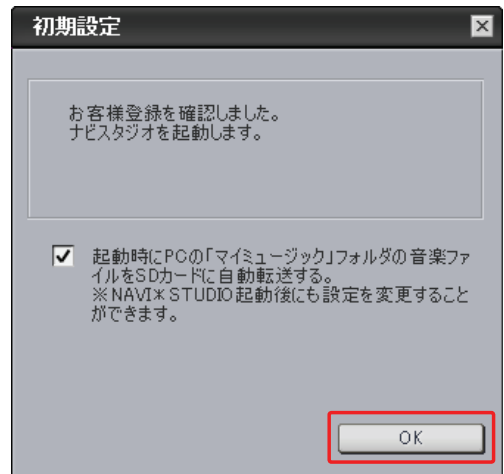 初期設定
お客様登録を確認しました。
ナビスタジオを起動します。
起動時にPCの「マイミュージック」フォルダの音楽ファ
イルをSDカードに自動転送する。
※NAVI*STUDIO起動後にも設定を変更すること
ができます。
OK